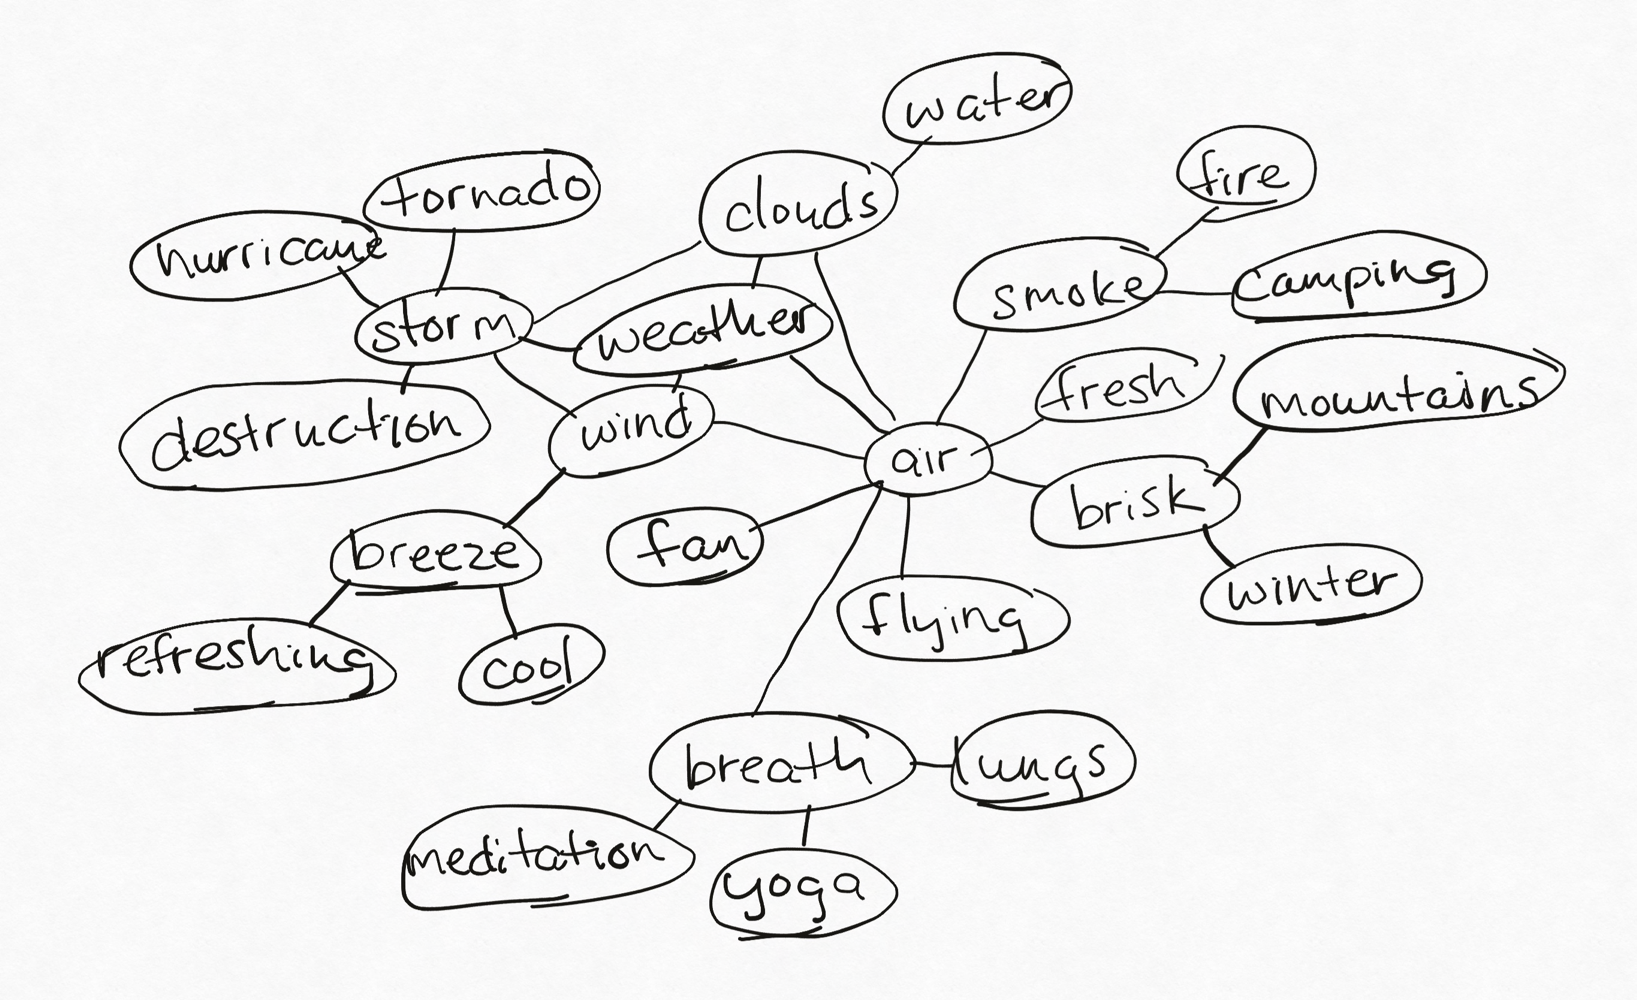 water
fire
tornado
clouds
hurricane
smoke
camping
storm
weather
fresh
mountains
destruction
wind
air
brisk
breeze
fan
winter
flying
refreshing
cool
breath
lungs
meditation
yoga